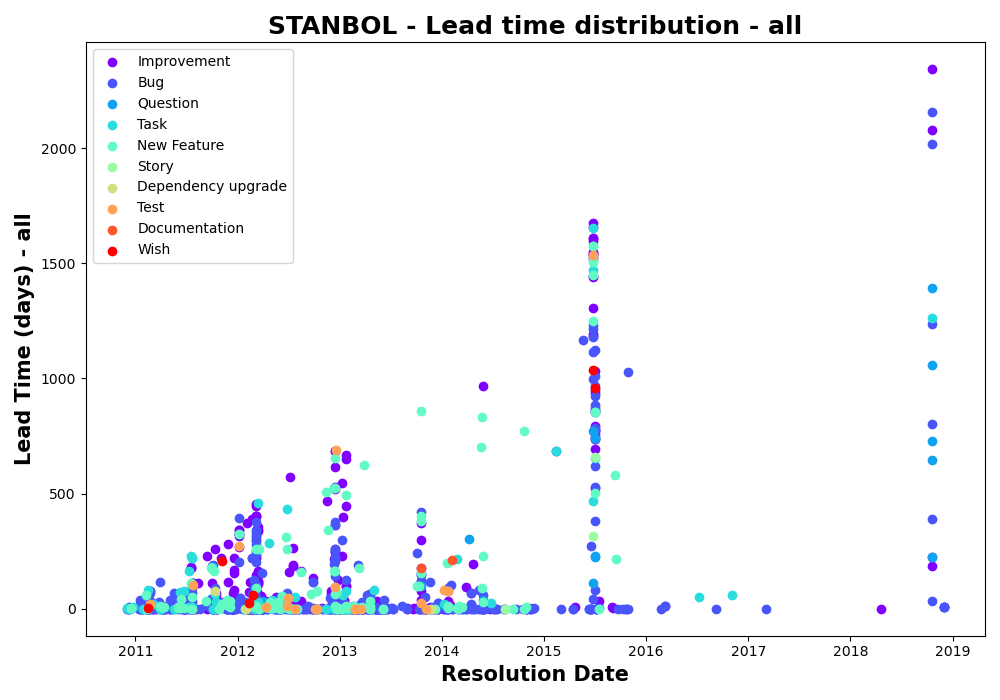 STANBOL - Lead time distribution - all
Improvement
Bug
Question
Task
New Feature
Story
Dependency upgrade
Test
Documentation
Wish
Lead Time (days) - all
2000
1500
1000
500
0
2011 2012 2013 2014 2015 2016 2017 2018 2019
Resolution Date